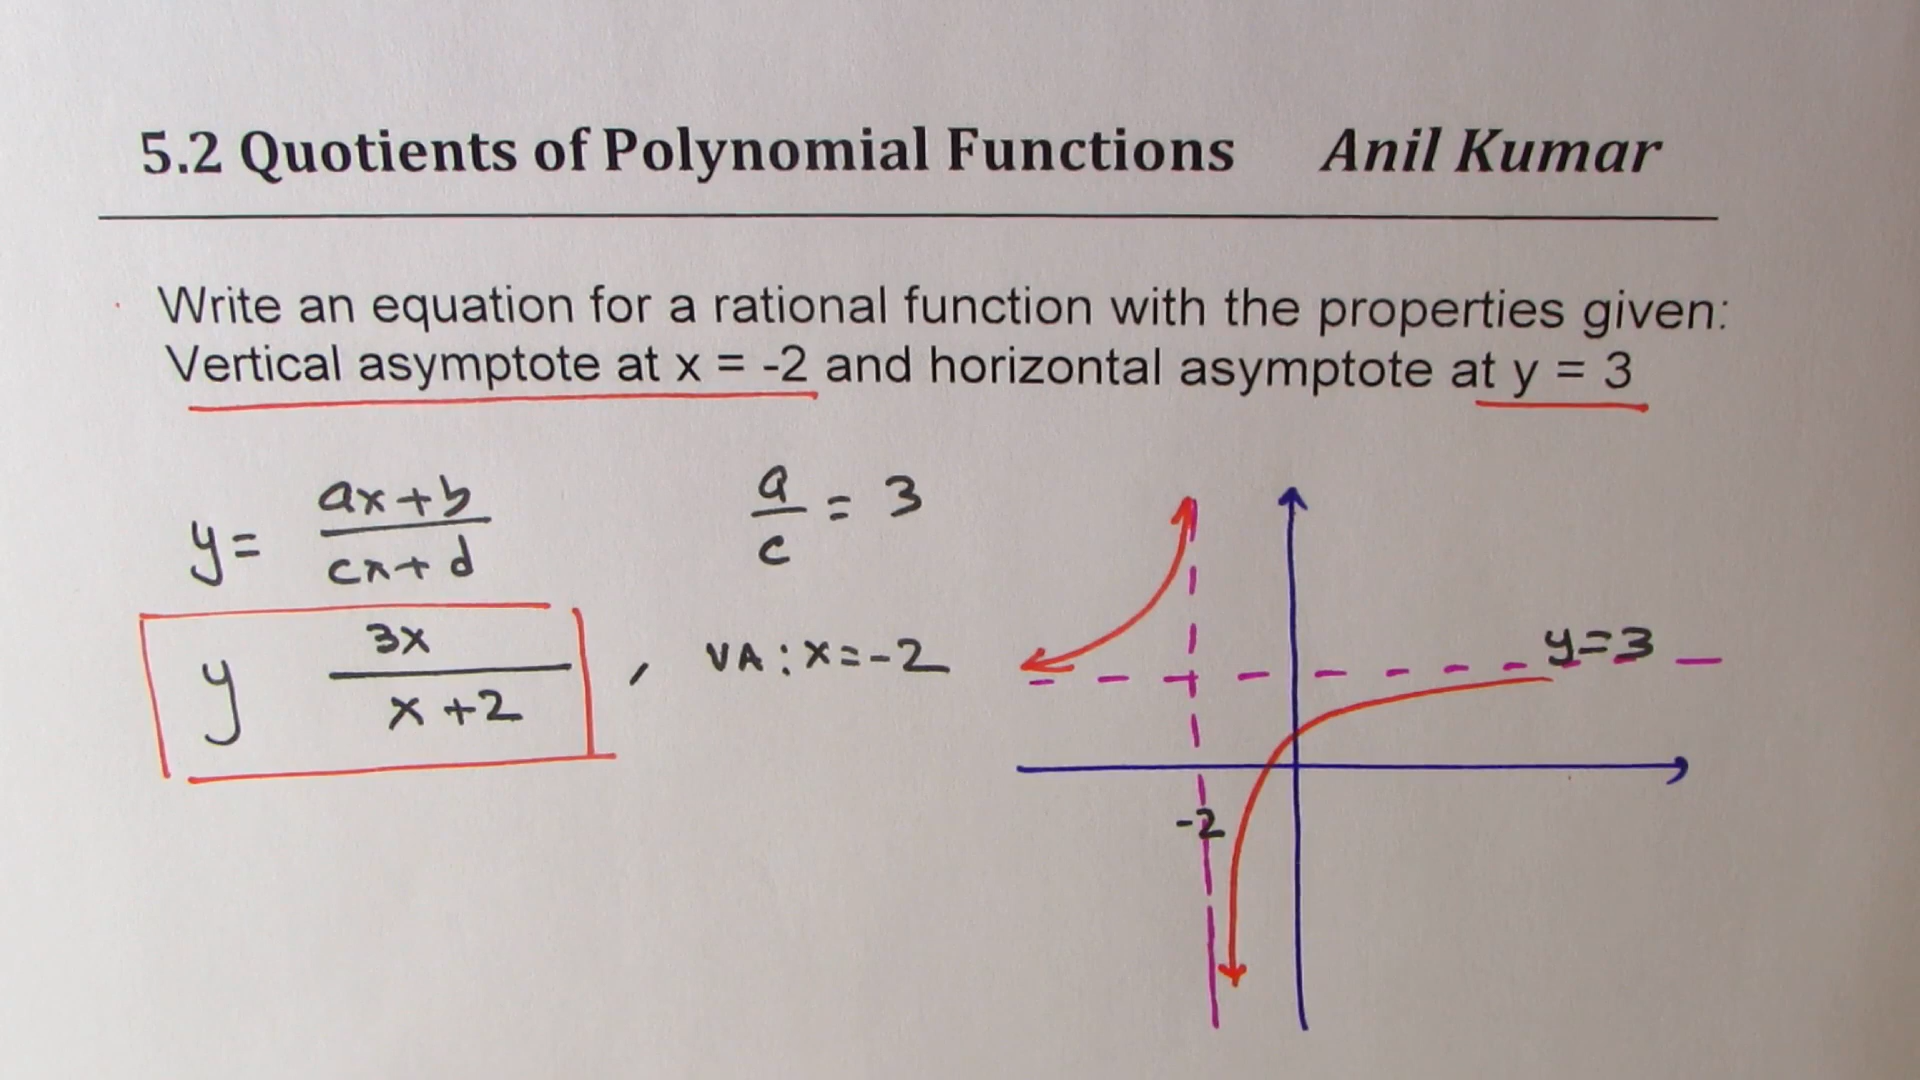 5.2 Quotients of Polynomial Functions Anil Kumar
Write an equation for a rational function with the properties given:
Vertical asymptote at x = -2 and horizontal asymptote at y = 3
y = ax+b
cx+d
a
c
= 3
y 3x
x+2
, VA : x = -2
y=3
-2